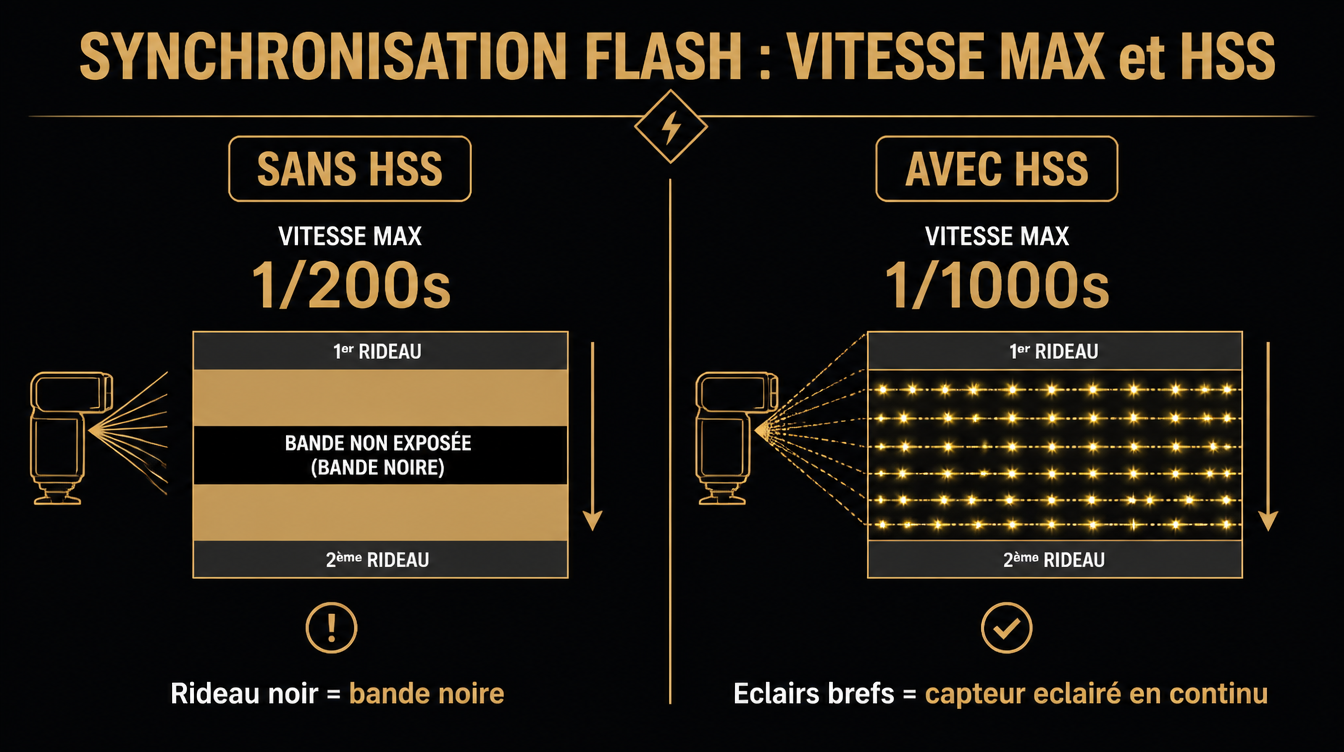 SYNCHRONISATION FLASH : VITESSE MAX et HSS
SANS HSS
VITESSE MAX
1/200s
1er RIDEAU
BANDE NON EXPOSÉE
(BANDE NOIRE)
2ème RIDEAU
Rideau noir = bande noire
AVEC HSS
VITESSE MAX
1/1000s
1er RIDEAU
2ème RIDEAU
Eclairs brefs = capteur eclairé en continu